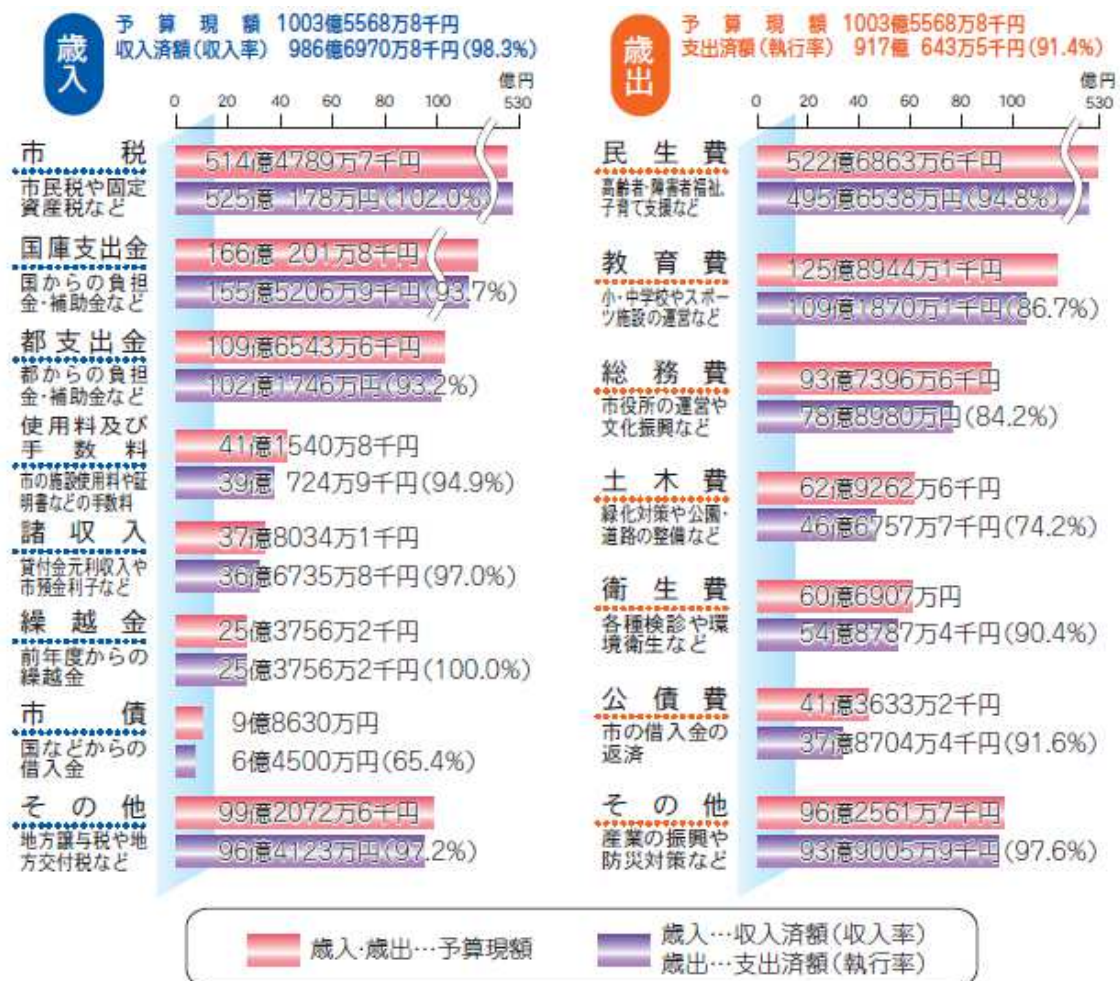 歳入
予算現額 1003億5568万8千円
収入済額(収入率) 986億6970万8千円(98.3%)
億円
0 20 40 60 80 100 530
市税
市民税や固定
資産税など
514億4789万7千円
525億 178万円(102.0%)
国庫支出金
国からの負担
金・補助金など
166億 201万8千円
155億5206万9千円(93.7%)
都支出金
都からの負担
金・補助金など
109億6543万6千円
102億1746万円(93.2%)
使用料及び
手数料
市の施設使用料や証
明書などの手数料
41億1540万8千円
39億 724万9千円(94.9%)
諸収入
貸付金元利収入や
市預金利子など
37億8034万1千円
36億6735万8千円(97.0%)
繰越金
前年度からの
繰越金
25億3756万2千円
25億3756万2千円(100.0%)
市債
国などからの
借入金
9億8630万円
6億4500万円(65.4%)
その他
地方譲与税や地
方交付税など
99億2072万6千円
96億4123万円(97.2%)
歳出
予算現額 1003億5568万8千円
支出済額(執行率) 917億 643万5千円(91.4%)
億円
0 20 40 60 80 100 530
民生費
高齢者・障害者福祉、
子育て支援など
522億6863万6千円
495億6538万円(94.8%)
教育費
小・中学校やスポー
ツ施設の運営など
125億8944万1千円
109億1870万1千円(86.7%)
総務費
市役所の運営や
文化振興など
93億7396万6千円
78億8980万円(84.2%)
土木費
緑化対策や公園・
道路の整備など
62億9262万6千円
46億6757万7千円(74.2%)
衛生費
各種検診や環
境衛生など
60億6907万円
54億8787万4千円(90.4%)
公債費
市の借入金の
返済
41億3633万2千円
37億8704万4千円(91.6%)
その他
産業の振興や
防災対策など
96億2561万7千円
93億9005万9千円(97.6%)
歳入・歳出…予算現額
歳入…収入済額(収入率)
歳出…支出済額(執行率)